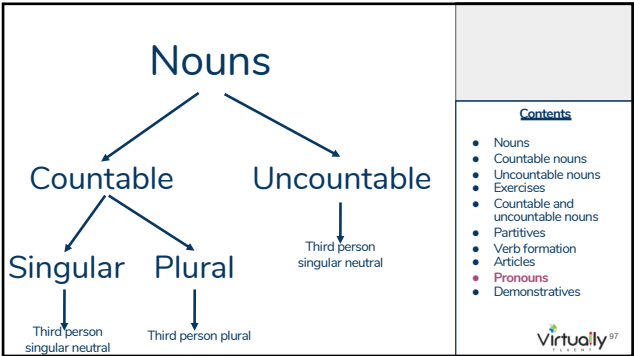 Nouns
Countable
Uncountable
Singular
Plural
Third person
singular neutral
Third person plural
Third person
singular neutral
Contents
● Nouns
● Countable nouns
● Uncountable nouns
● Exercises
● Countable and
uncountable nouns
● Partitives
● Verb formation
● Articles
● Pronouns
● Demonstratives
Virtually
FLUENT
97